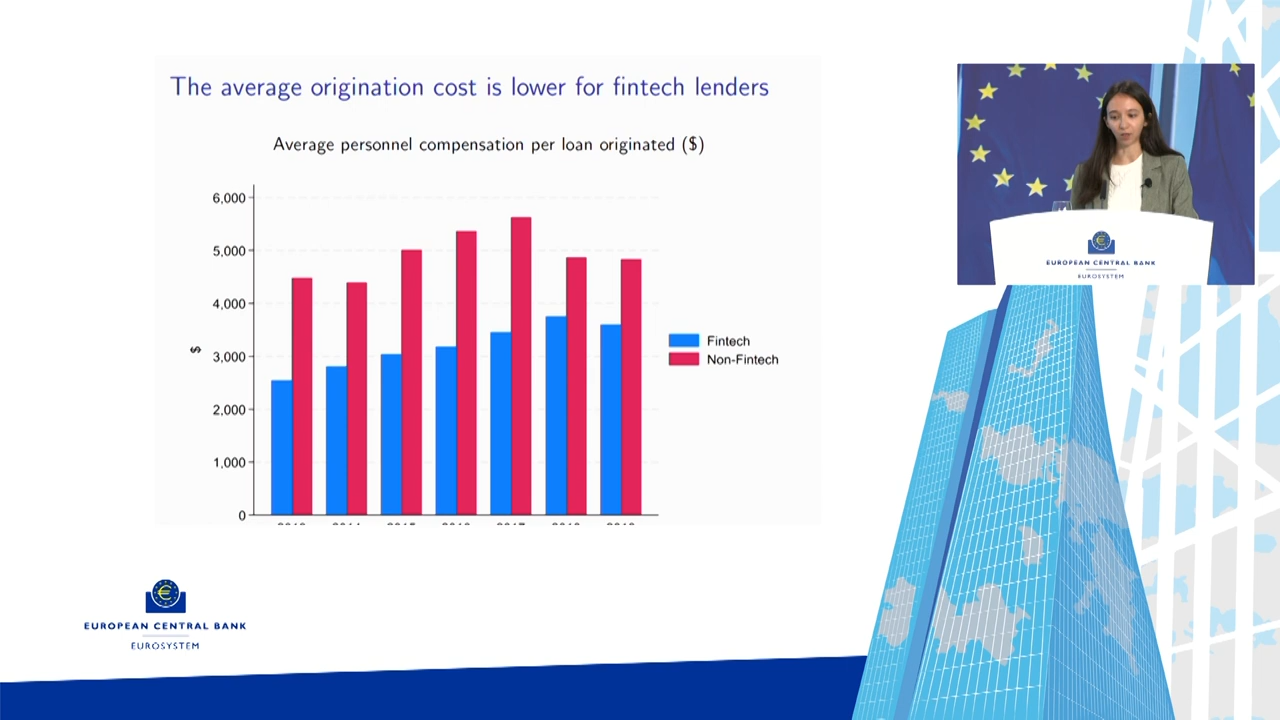 The average origination cost is lower for fintech lenders
Average personnel compensation per loan originated ($)
6,000
5,000
4,000
3,000
2,000
1,000
0
$
Fintech
Non-Fintech
EUROPEAN CENTRAL BANK
EUROSYSTEM
EUROPEAN CENTRAL BANK
EUROSYSTEM